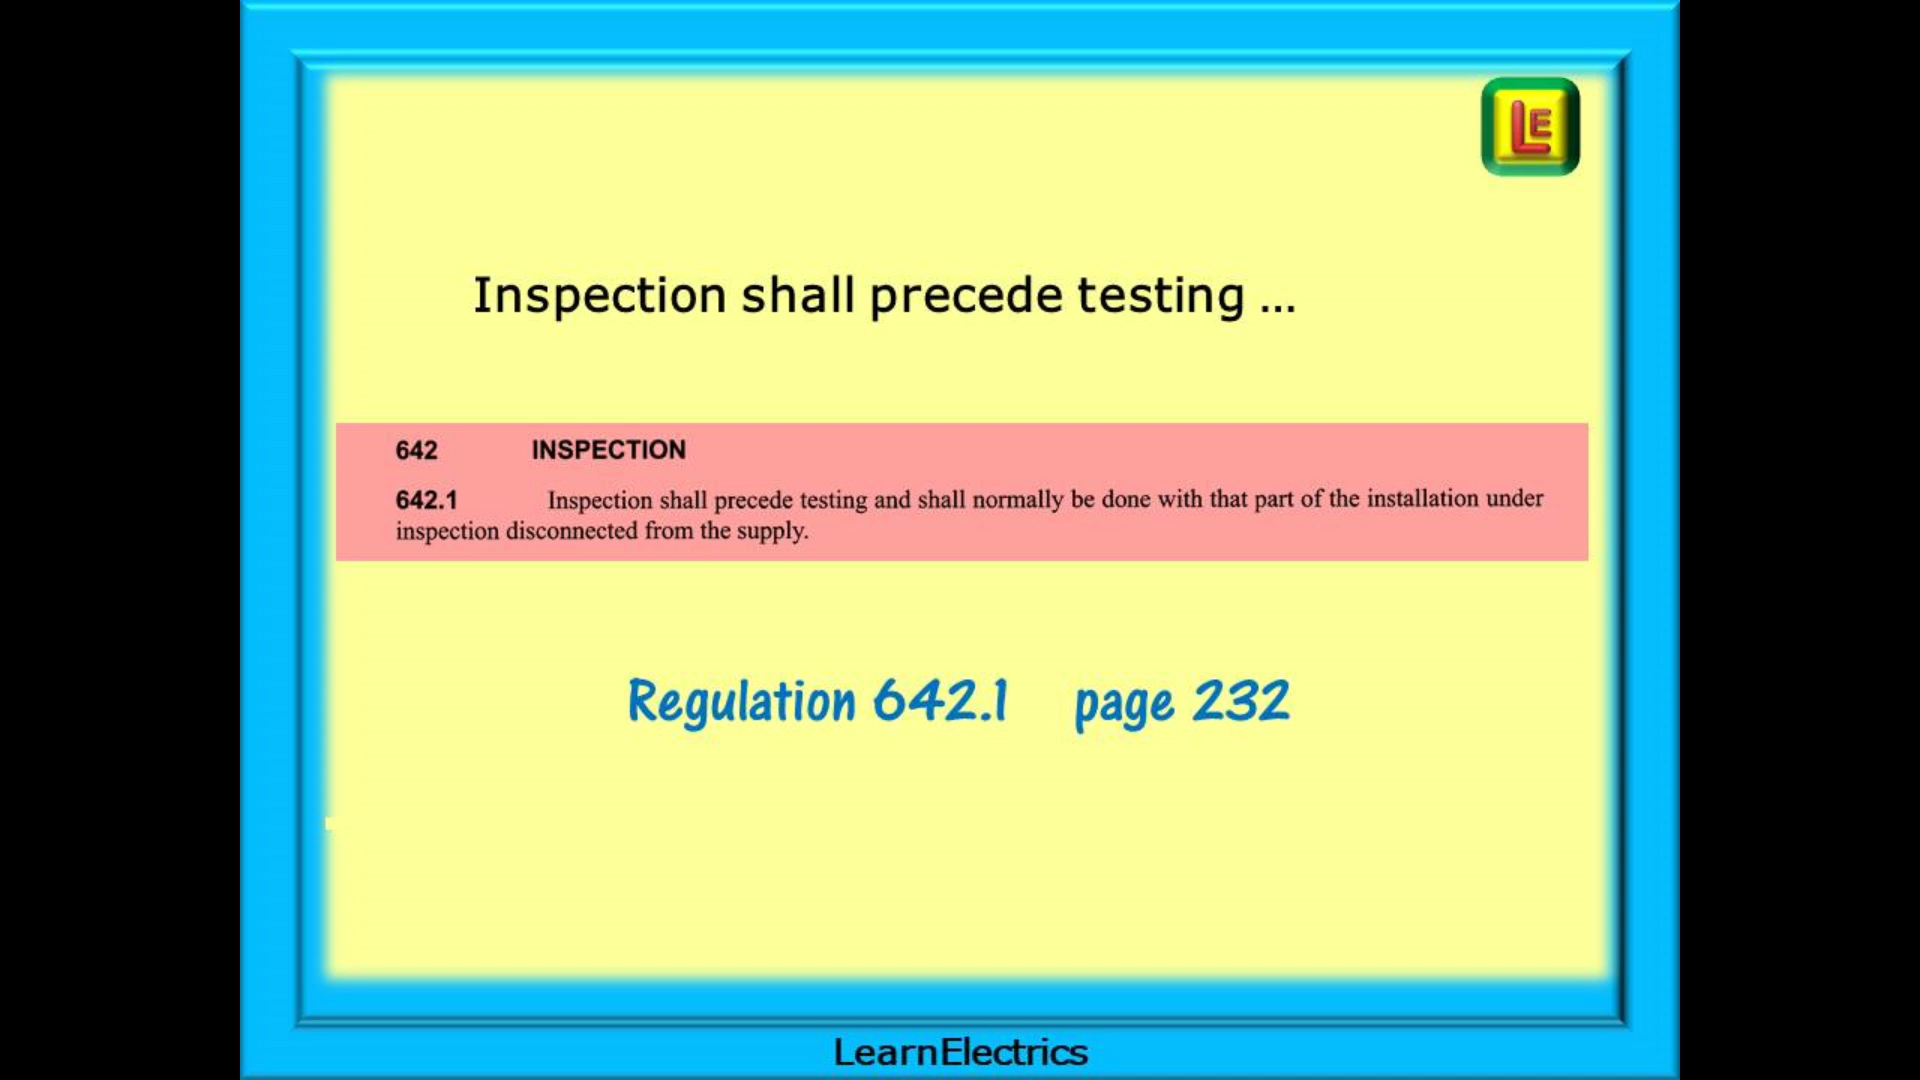 LE
Inspection shall precede testing ...
642 INSPECTION
642.1 Inspection shall precede testing and shall normally be done with that part of the installation under
inspection disconnected from the supply.
Regulation 642.1 page 232
LearnElectrics